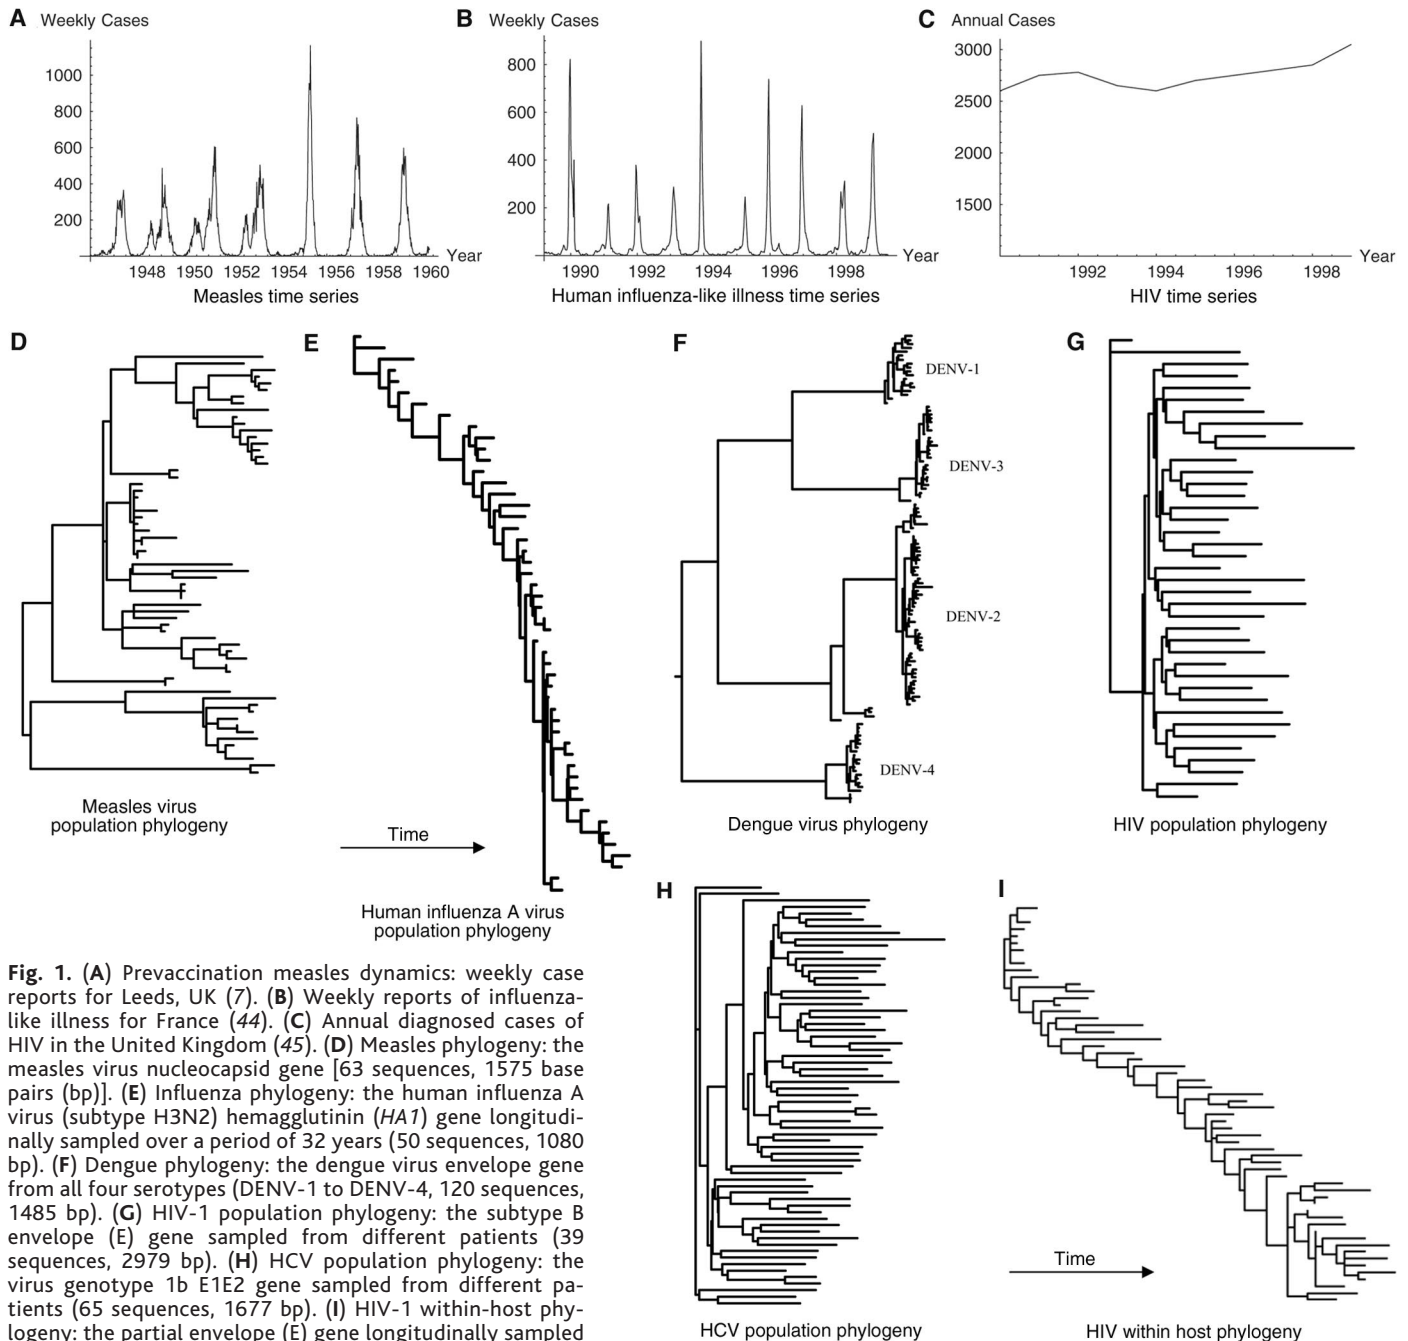 A Weekly Cases
1000
800
600
400
200
Year
1948 1950 1952 1954 1956 1958 1960
Measles time series
B Weekly Cases
800
600
400
200
Year
1990 1992 1994 1996 1998
Human influenza-like illness time series
C Annual Cases
3000
2500
2000
1500
Year
1992 1994 1996 1998
HIV time series
D
Measles virus
population phylogeny
E
Time
Human influenza A virus
population phylogeny
F
DENV-1
DENV-3
DENV-2
DENV-4
Dengue virus phylogeny
G
HIV population phylogeny
H
HCV population phylogeny
I
Time
HIV within host phylogeny
Fig. 1. (A) Prevaccination measles dynamics: weekly case
reports for Leeds, UK (7). (B) Weekly reports of influenza-
like illness for France (44). (C) Annual diagnosed cases of
HIV in the United Kingdom (45). (D) Measles phylogeny: the
measles virus nucleocapsid gene [63 sequences, 1575 base
pairs (bp)]. (E) Influenza phylogeny: the human influenza A
virus (subtype H3N2) hemagglutinin (HA1) gene longitudi-
nally sampled over a period of 32 years (50 sequences, 1080
bp). (F) Dengue phylogeny: the dengue virus envelope gene
from all four serotypes (DENV-1 to DENV-4, 120 sequences,
1485 bp). (G) HIV-1 population phylogeny: the subtype B
envelope (E) gene sampled from different patients (39
sequences, 2979 bp). (H) HCV population phylogeny: the
virus genotype 1b E1E2 gene sampled from different pa-
tients (65 sequences, 1677 bp). (I) HIV-1 within-host phy-
logeny: the partial envelope (E) gene longitudinally sampled